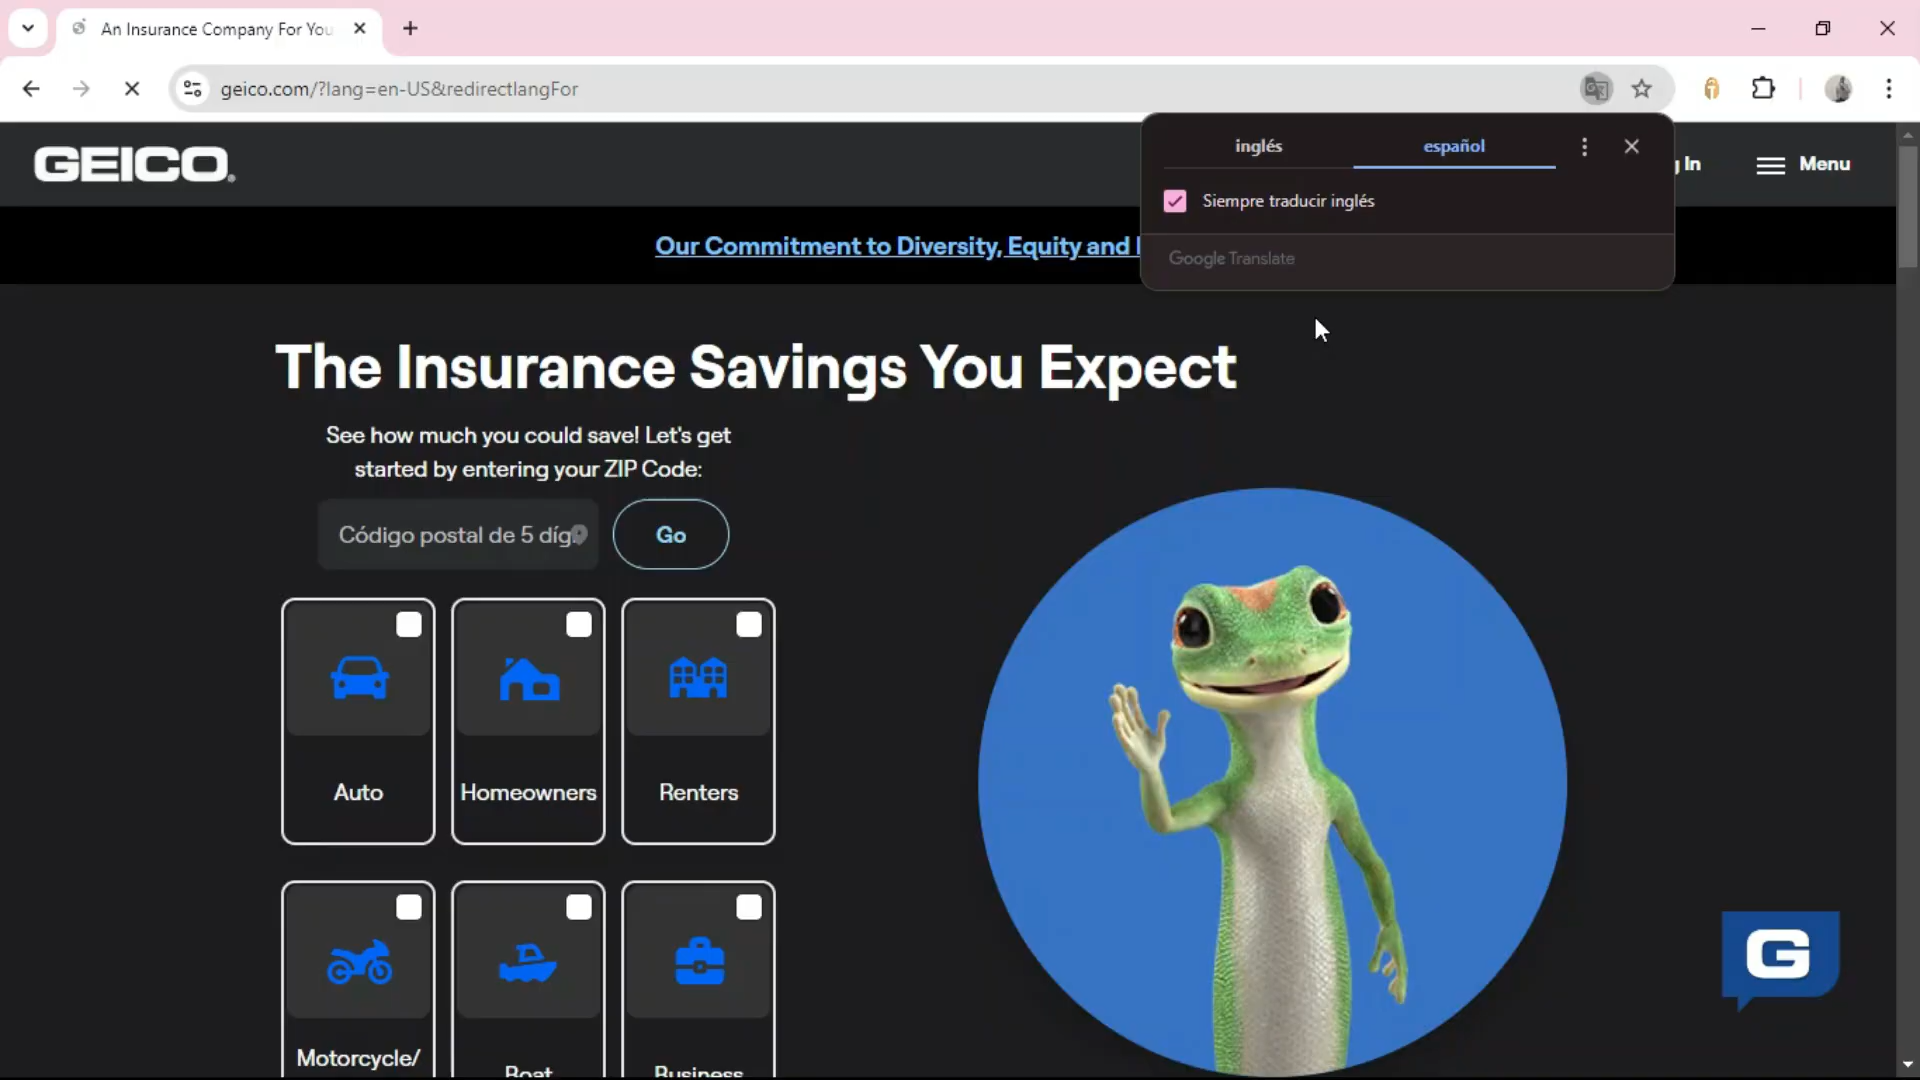 An Insurance Company For You
geico.com/?lang=en-US&redirectlangFor
inglés español
Siempre traducir inglés
Google Translate
GEICO.
In
Menu
Our Commitment to Diversity, Equity and
The Insurance Savings You Expect
See how much you could save! Let's get
started by entering your ZIP Code:
Código postal de 5 díg
Go
Auto
Homeowners
Renters
Motorcycle/
Boat
Business
G